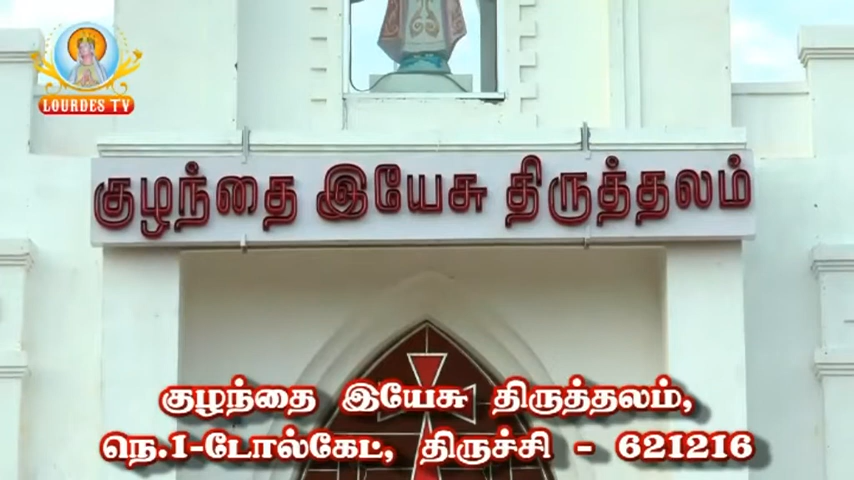 LOURDES TV
குழந்தை இயேசு திருத்தலம்
குழந்தை இயேசு திருத்தலம்,
நெ.1-டோல்கேட், திருச்சி - 621216